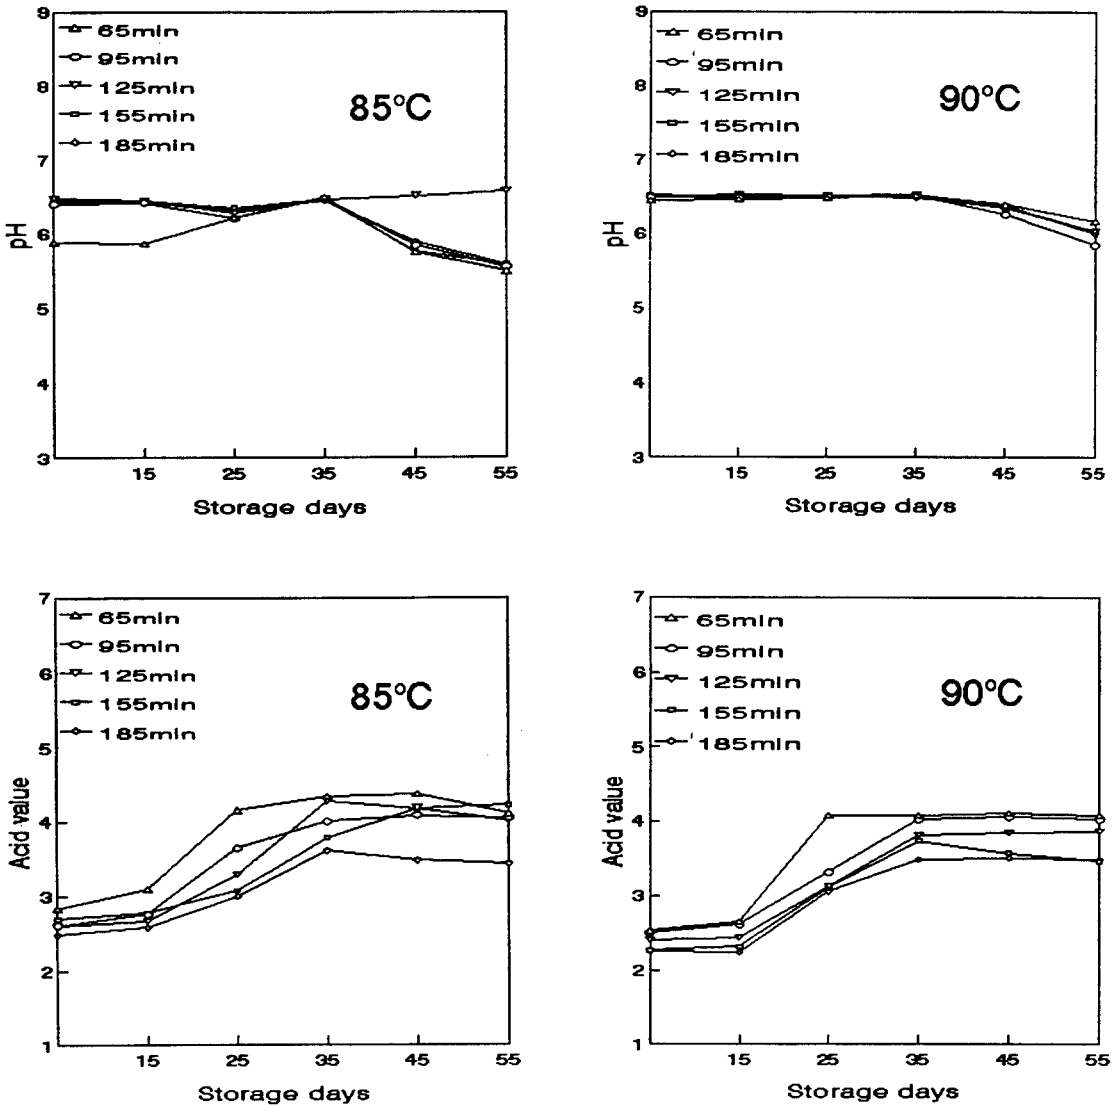 9
8
7
6
5
4
3
pH
65min
95min
125min
155min
185min
85°C
15 25 35 45 55
Storage days
9
8
7
6
5
4
3
pH
65min
95min
125min
155min
185min
90°C
15 25 35 45 55
Storage days
7
6
5
4
3
2
1
Acid value
65min
95min
125min
155min
185min
85°C
15 25 35 45 55
Storage days
7
6
5
4
3
2
1
Acid value
65min
95min
125min
155min
185min
90°C
15 25 35 45 55
Storage days